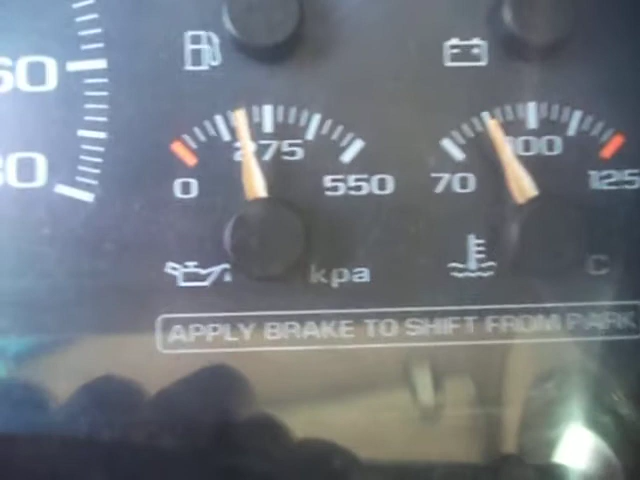 60
80
0 275 550
70 100 125
kpa
C
APPLY BRAKE TO SHIFT FROM PARK